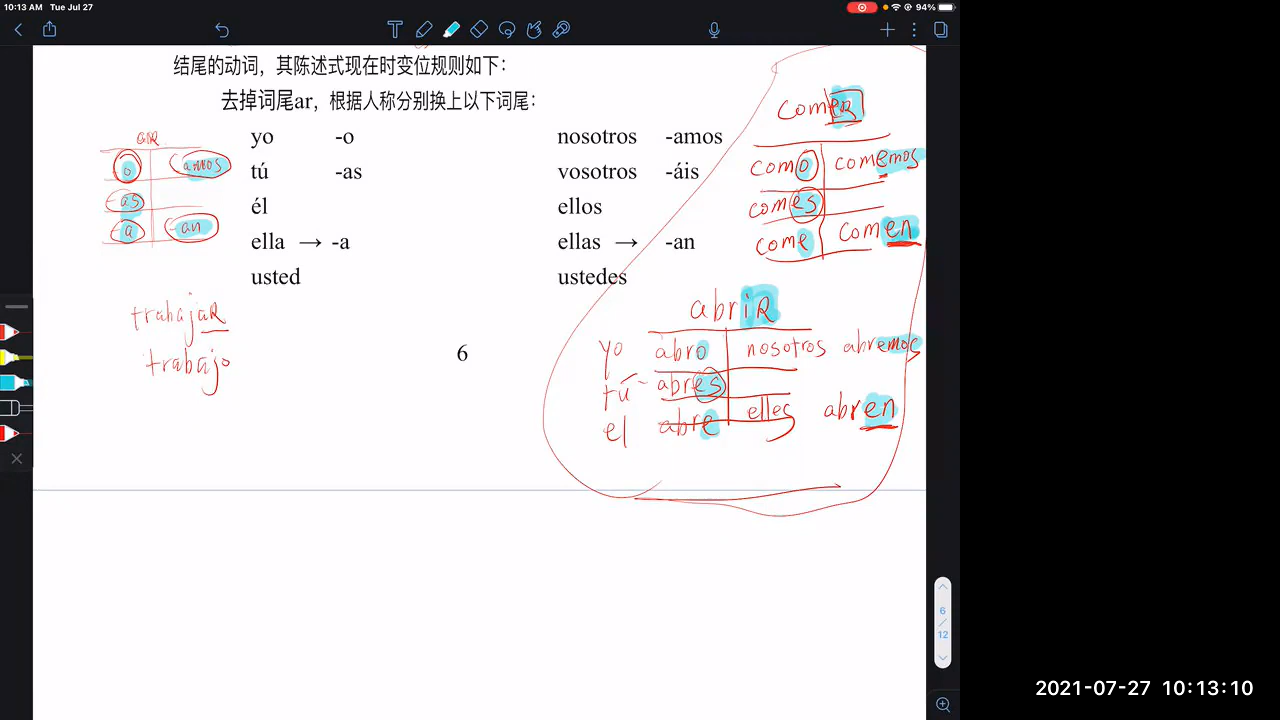 10:13 AM Tue Jul 27
94%
结尾的动词，其陈述式现在时变位规则如下：
去掉词尾ar，根据人称分别换上以下词尾：
yo -o nosotros -amos
tú -as vosotros -áis
él ellos
ella → -a ellas → -an
usted ustedes
6
aR
o amos
as
a an
trabajaR
trabajo
comeR
como comemos
comes
come comen
abriR
yo abro nosotros abremos
tú abres
el abre elles abren
6
/
12
2021-07-27 10:13:10